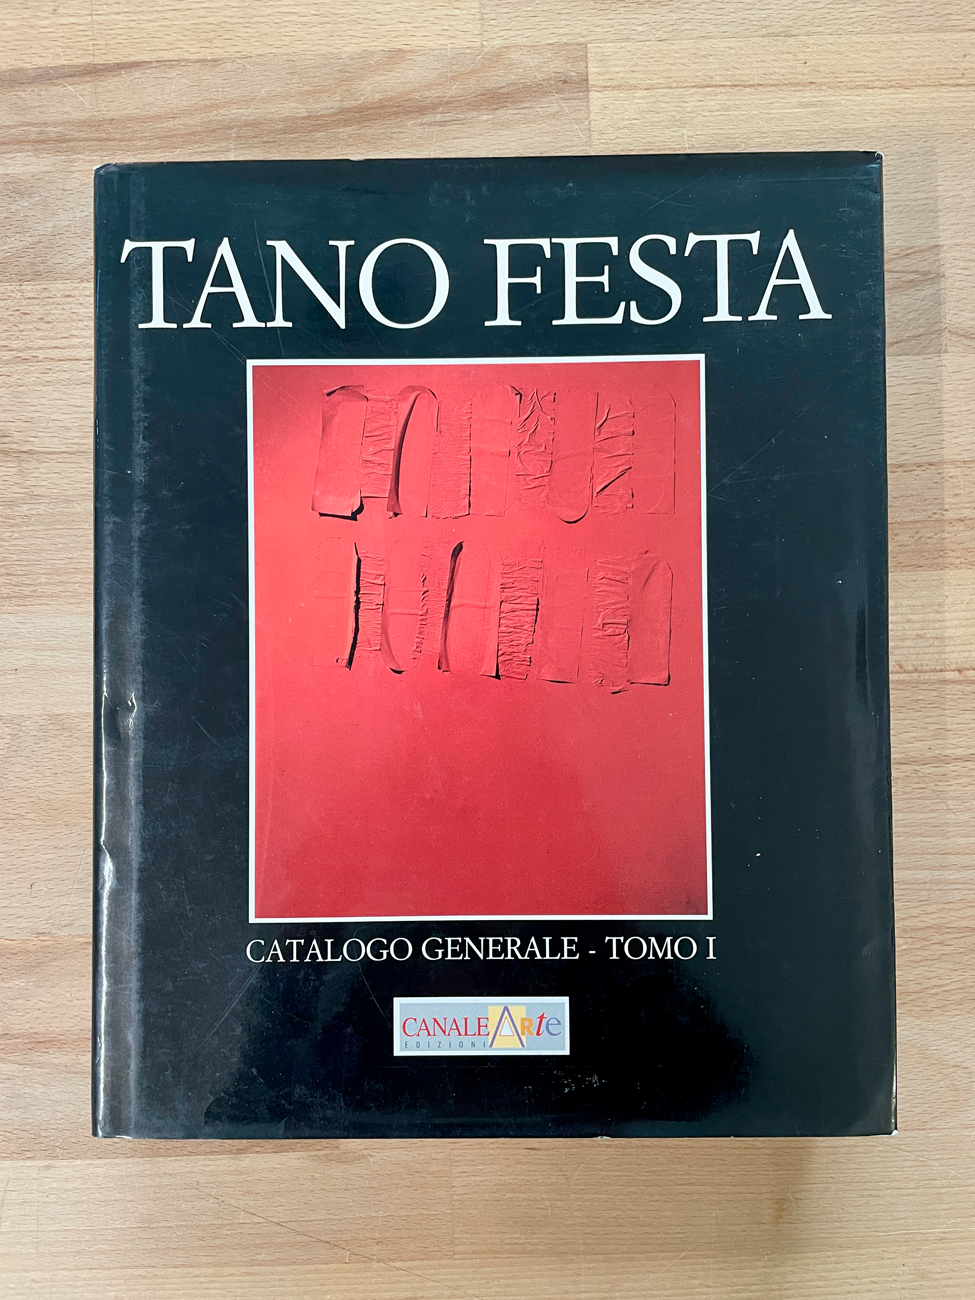 TANO FESTA
CATALOGO GENERALE - TOMO I
CANALE ARte
EDIZIONI